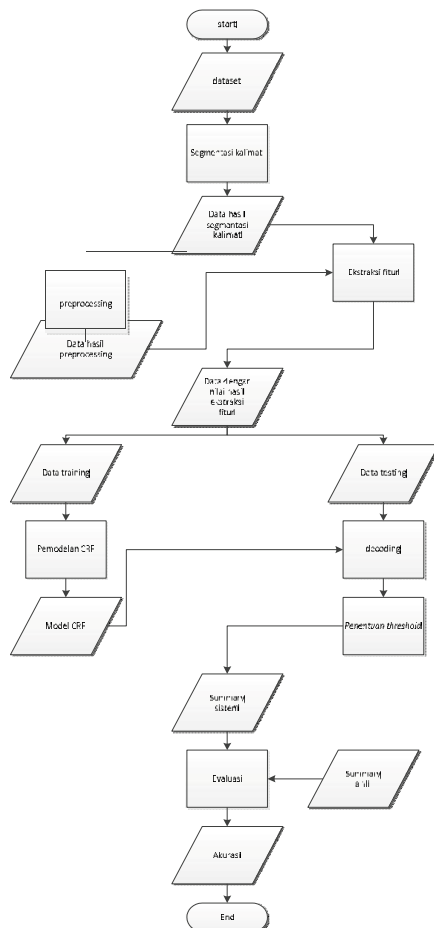 start
dataset
Segmentasi kalimat
Data hasil
segmentasi
kalimat
Ekstraksi fitur
preprocessing
Data hasil
preprocessing
Data dengan
nilai hasil
ekstraksi
fitur
Data training
Data testing
Pemodelan CRF
decoding
Model CRF
Penentuan threshold
Summary
sistem
Evaluasi
Summary
ahli
Akurasi
End